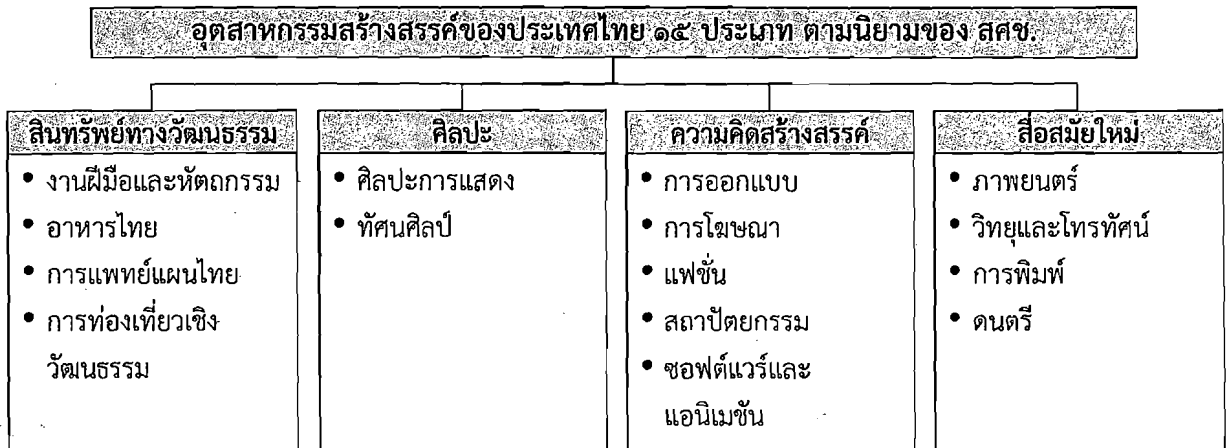 อุตสาหกรรมสร้างสรรค์ของประเทศไทย ๑๕ ประเภท ตามนิยามของ สศช.
สินทรัพย์ทางวัฒนธรรม
• งานฝีมือและหัตถกรรม
• อาหารไทย
• การแพทย์แผนไทย
• การท่องเที่ยวเชิง
วัฒนธรรม
ศิลปะ
• ศิลปะการแสดง
• ทัศนศิลป์
ความคิดสร้างสรรค์
• การออกแบบ
• การโฆษณา
• แฟชั่น
• สถาปัตยกรรม
• ซอฟต์แวร์และ
แอนิเมชัน
สื่อสมัยใหม่
• ภาพยนตร์
• วิทยุและโทรทัศน์
• การพิมพ์
• ดนตรี